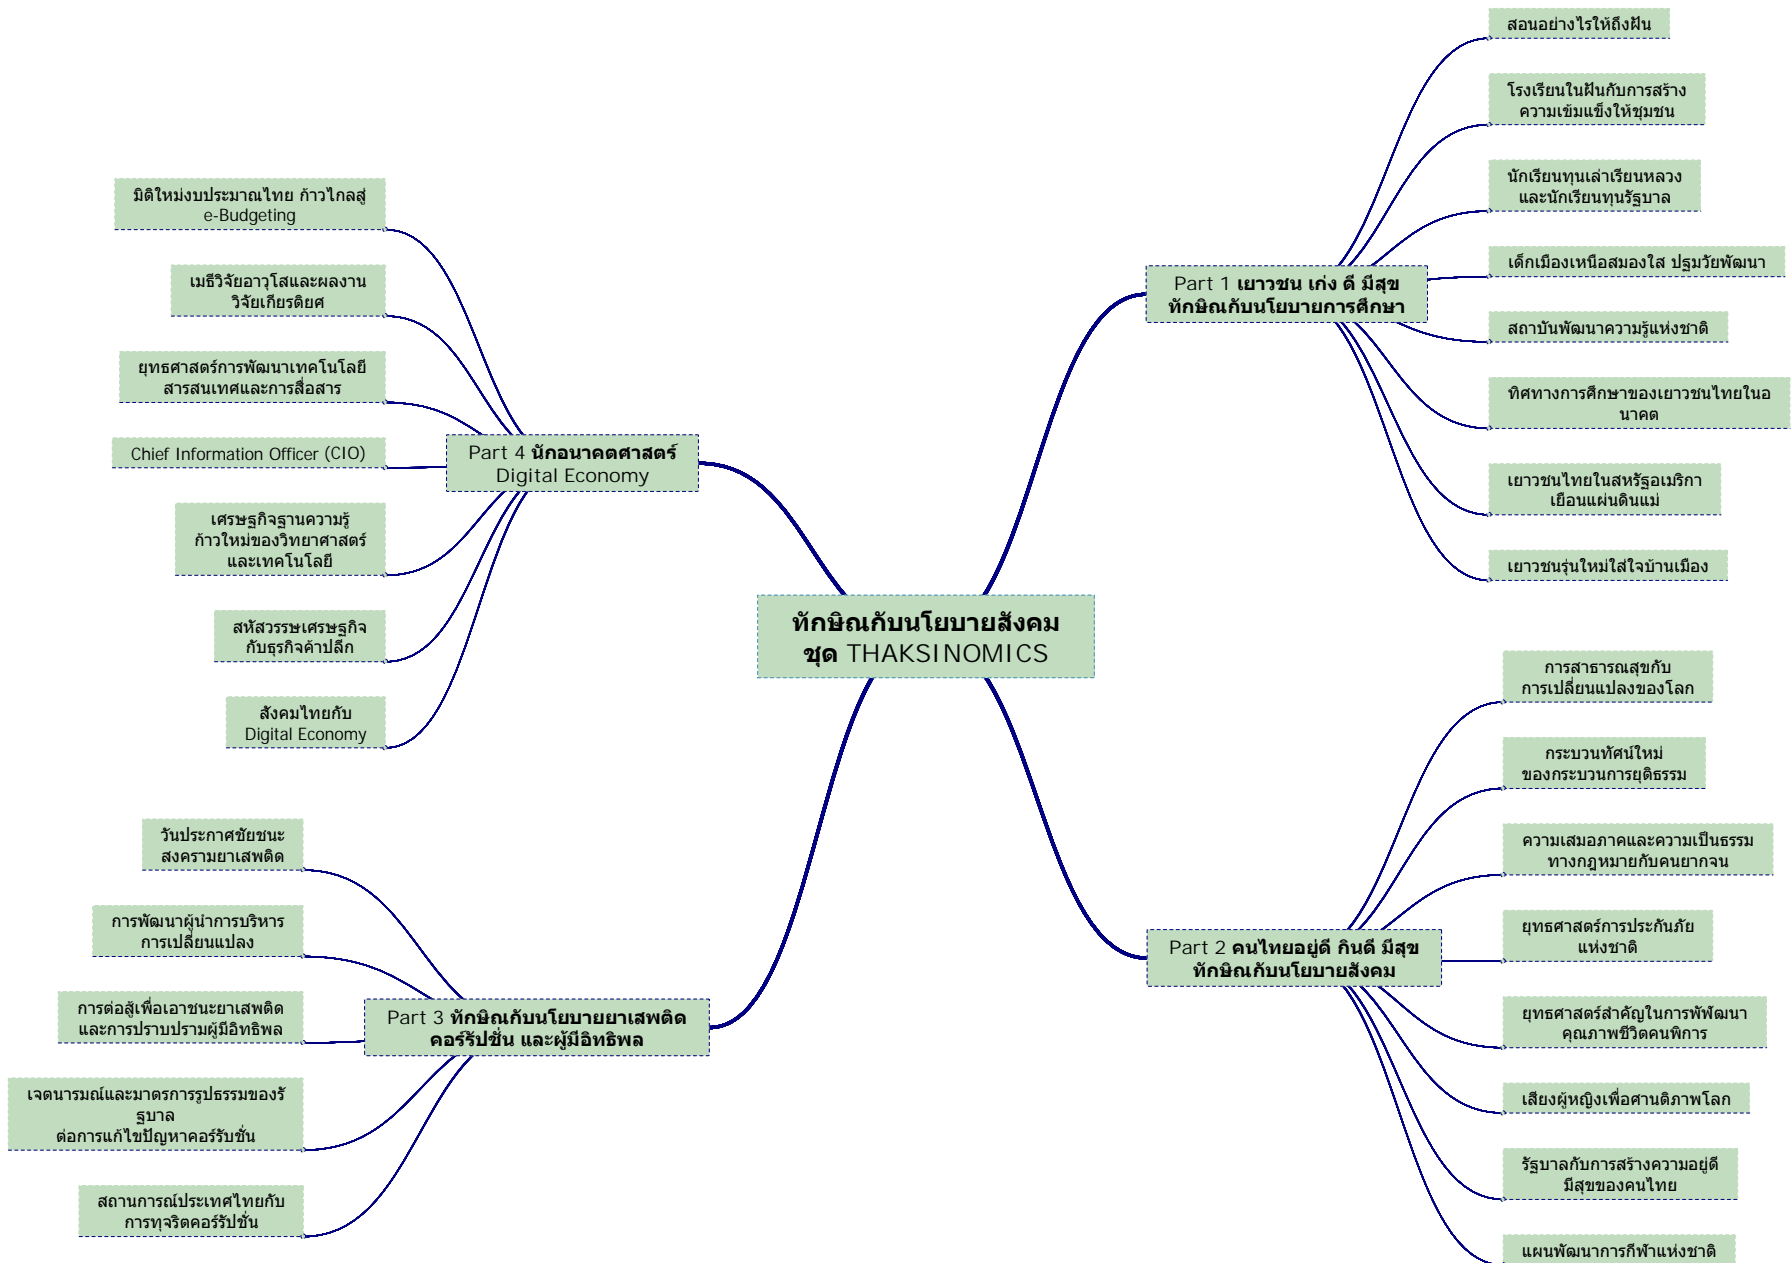 ทักษิณกับนโยบายสังคม
ชุด THAKSINOMICS
Part 1 เยาวชน เก่ง ดี มีสุข
ทักษิณกับนโยบายการศึกษา
สอนอย่างไรให้ถึงฝัน
โรงเรียนในฝันกับการสร้าง
ความเข้มแข็งให้ชุมชน
นักเรียนทุนเล่าเรียนหลวง
และนักเรียนทุนรัฐบาล
เด็กเมืองเหนือสมองใส ปฐมวัยพัฒนา
สถาบันพัฒนาความรู้แห่งชาติ
ทิศทางการศึกษาของเยาวชนไทยในอ
นาคต
เยาวชนไทยในสหรัฐอเมริกา
เยือนแผ่นดินแม่
เยาวชนรุ่นใหม่ใส่ใจบ้านเมือง
Part 2 คนไทยอยู่ดี กินดี มีสุข
ทักษิณกับนโยบายสังคม
การสาธารณสุขกับ
การเปลี่ยนแปลงของโลก
กระบวนทัศน์ใหม่
ของกระบวนการยุติธรรม
ความเสมอภาคและความเป็นธรรม
ทางกฎหมายกับคนยากจน
ยุทธศาสตร์การประกันภัย
แห่งชาติ
ยุทธศาสตร์สำคัญในการพัฬัฒนา
คุณภาพชีวิตคนพิการ
เสียงผู้หญิงเพื่อศานติภาพโลก
รัฐบาลกับการสร้างความอยู่ดี
มีสุขของคนไทย
แผนพัฒนาการกีฬาแห่งชาติ
Part 3 ทักษิณกับนโยบายยาเสพติด
คอร์รัปชั่น และผู้มีอิทธิพล
วันประกาศชัยชนะ
สงครามยาเสพติด
การพัฒนาผู้นำการบริหาร
การเปลี่ยนแปลง
การต่อสู้เพื่อเอาชนะยาเสพติด
และการปราบปรามผู้มีอิทธิพล
เจตนารมณ์และมาตรการรูปธรรมของรั
ฐบาล
ต่อการแก้ไขปัญหาคอร์รับชั่น
สถานการณ์ประเทศไทยกับ
การทุจริตคอร์รัปชั่น
Part 4 นักอนาคตศาสตร์
Digital Economy
มิติใหม่งบประมาณไทย ก้าวไกลสู่
e-Budgeting
เมธีวิจัยอาวุโสและผลงาน
วิจัยเกียรติยศ
ยุทธศาสตร์การพัฒนาเทคโนโลยี
สารสนเทศและการสื่อสาร
Chief Information Officer (CIO)
เศรษฐกิจฐานความรู้
ก้าวใหม่ของวิทยาศาสตร์
และเทคโนโลยี
สหัสวรรษเศรษฐกิจ
กับธุรกิจค้าปลีก
สังคมไทยกับ
Digital Economy